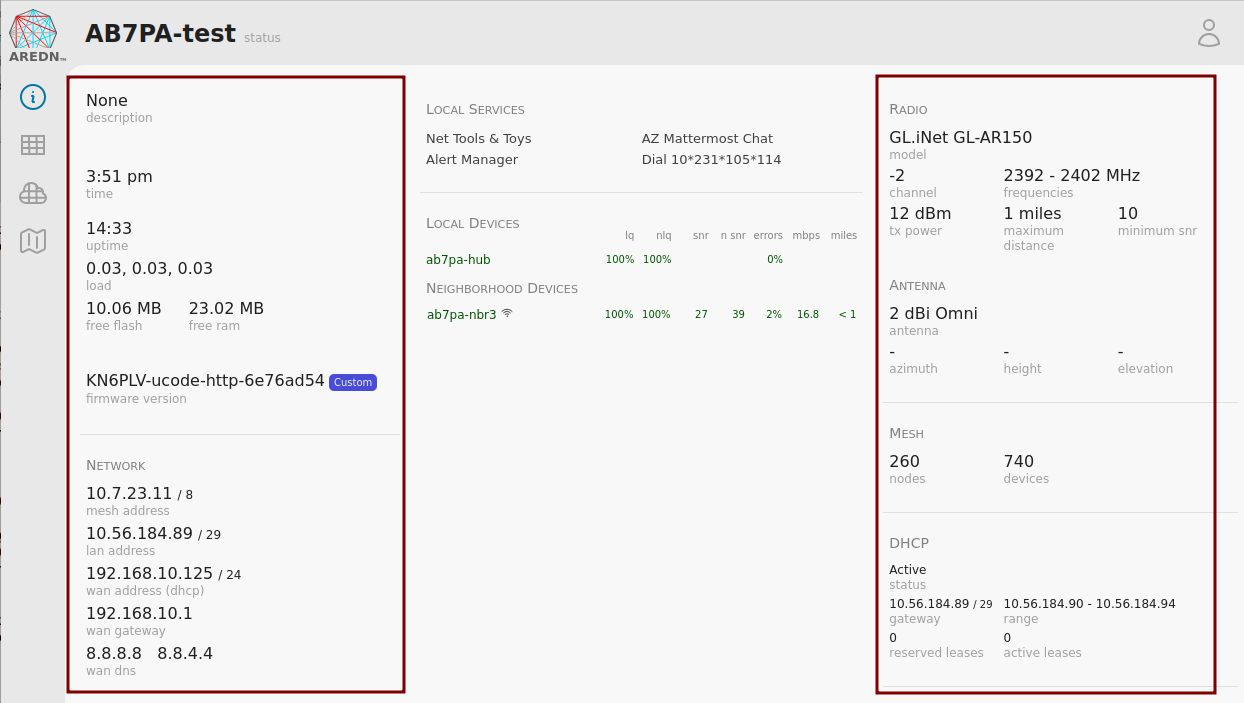 AREDN™
AB7PA-test status
None
description
3:51 pm
time
14:33
uptime
0.03, 0.03, 0.03
load
10.06 MB 23.02 MB
free flash free ram
KN6PLV-ucode-http-6e76ad54 Custom
firmware version
Network
10.7.23.11 / 8
mesh address
10.56.184.89 / 29
lan address
192.168.10.125 / 24
wan address (dhcp)
192.168.10.1
wan gateway
8.8.8.8 8.8.4.4
wan dns
Local Services
Net Tools & Toys AZ Mattermost Chat
Alert Manager Dial 10*231*105*114
Local Devices
lq nlq snr n snr errors mbps miles
ab7pa-hub 100% 100% 0%
Neighborhood Devices
ab7pa-nbr3 100% 100% 27 39 2% 16.8 < 1
Radio
GL.iNet GL-AR150
model
-2 2392 - 2402 MHz
channel frequencies
12 dBm 1 miles 10
tx power maximum distance minimum snr
Antenna
2 dBi Omni
antenna
- - -
azimuth height elevation
Mesh
260 740
nodes devices
DHCP
Active
status
10.56.184.89 / 29 10.56.184.90 - 10.56.184.94
gateway range
0 0
reserved leases active leases